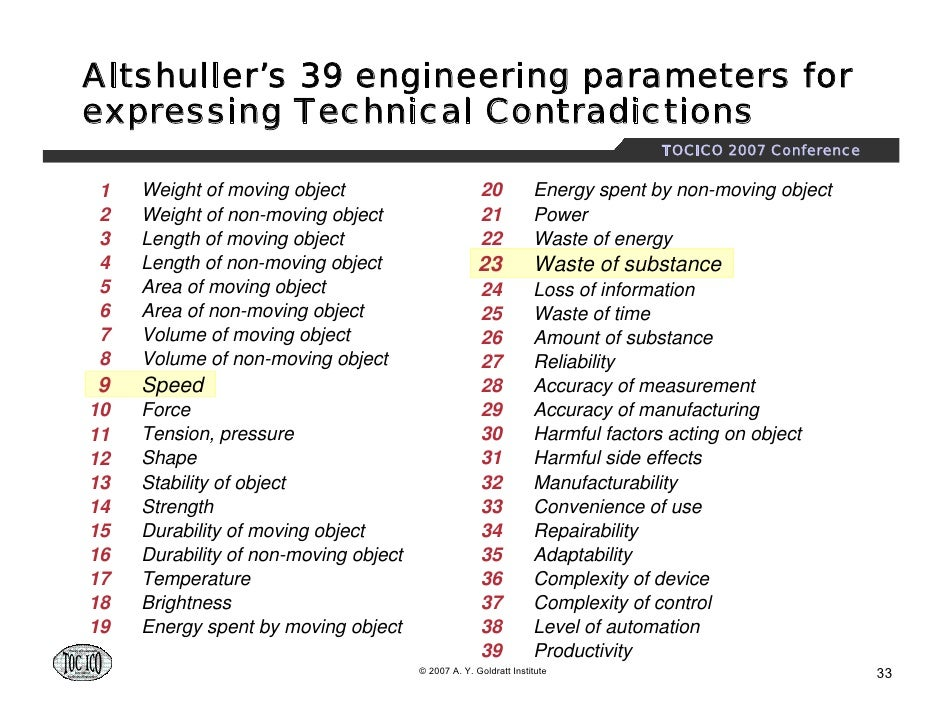 Altshuller's 39 engineering parameters for
expressing Technical Contradictions
TOCICO 2007 Conference
1 Weight of moving object
2 Weight of non-moving object
3 Length of moving object
4 Length of non-moving object
5 Area of moving object
6 Area of non-moving object
7 Volume of moving object
8 Volume of non-moving object
9 Speed
10 Force
11 Tension, pressure
12 Shape
13 Stability of object
14 Strength
15 Durability of moving object
16 Durability of non-moving object
17 Temperature
18 Brightness
19 Energy spent by moving object
20 Energy spent by non-moving object
21 Power
22 Waste of energy
23 Waste of substance
24 Loss of information
25 Waste of time
26 Amount of substance
27 Reliability
28 Accuracy of measurement
29 Accuracy of manufacturing
30 Harmful factors acting on object
31 Harmful side effects
32 Manufacturability
33 Convenience of use
34 Repairability
35 Adaptability
36 Complexity of device
37 Complexity of control
38 Level of automation
39 Productivity
TOC ICO
© 2007 A. Y. Goldratt Institute
33